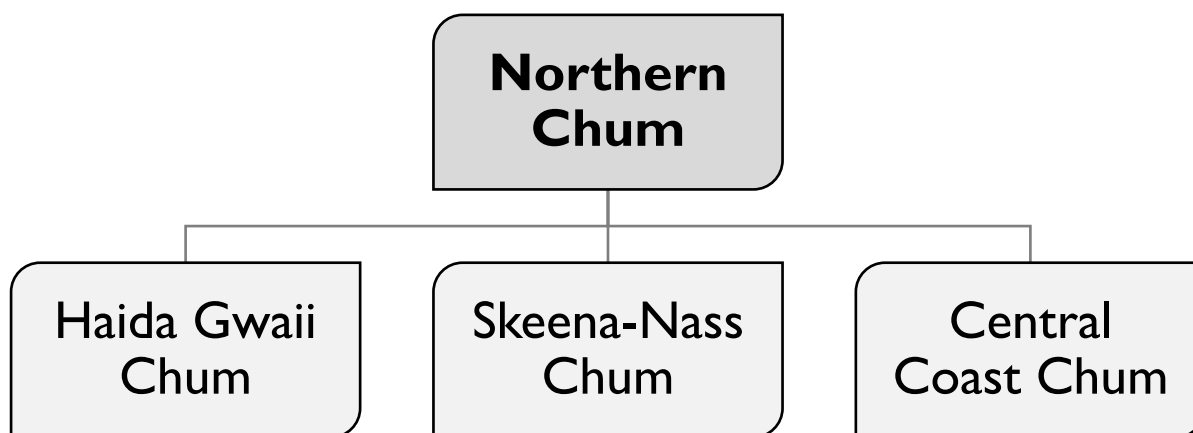 Northern
Chum
Haida Gwaii
Chum
Skeena-Nass
Chum
Central
Coast Chum